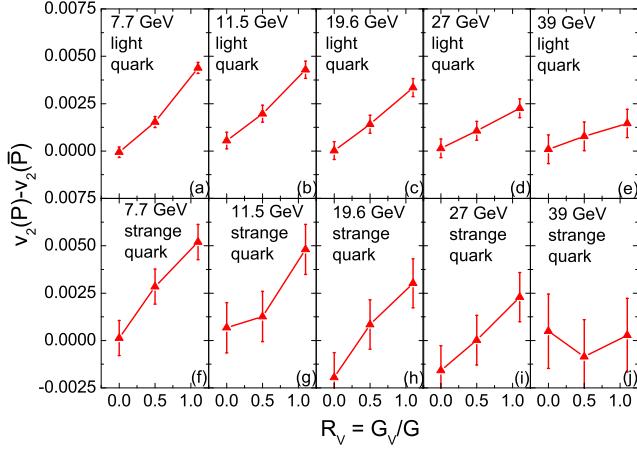 0.0075
7.7 GeV
light
quark
11.5 GeV
light
quark
19.6 GeV
light
quark
27 GeV
light
quark
39 GeV
light
quark
0.0050
0.0025
0.0000
(a)
(b)
(c)
(d)
(e)
v₂(P)-v₂(P̅)
0.0075
7.7 GeV
strange
quark
11.5 GeV
strange
quark
19.6 GeV
strange
quark
27 GeV
strange
quark
39 GeV
strange
quark
0.0050
0.0025
0.0000
-0.0025
(f)
(g)
(h)
(i)
(j)
0.0 0.5 1.0 0.0 0.5 1.0 0.0 0.5 1.0 0.0 0.5 1.0 0.0 0.5 1.0
R_V = G_V/G